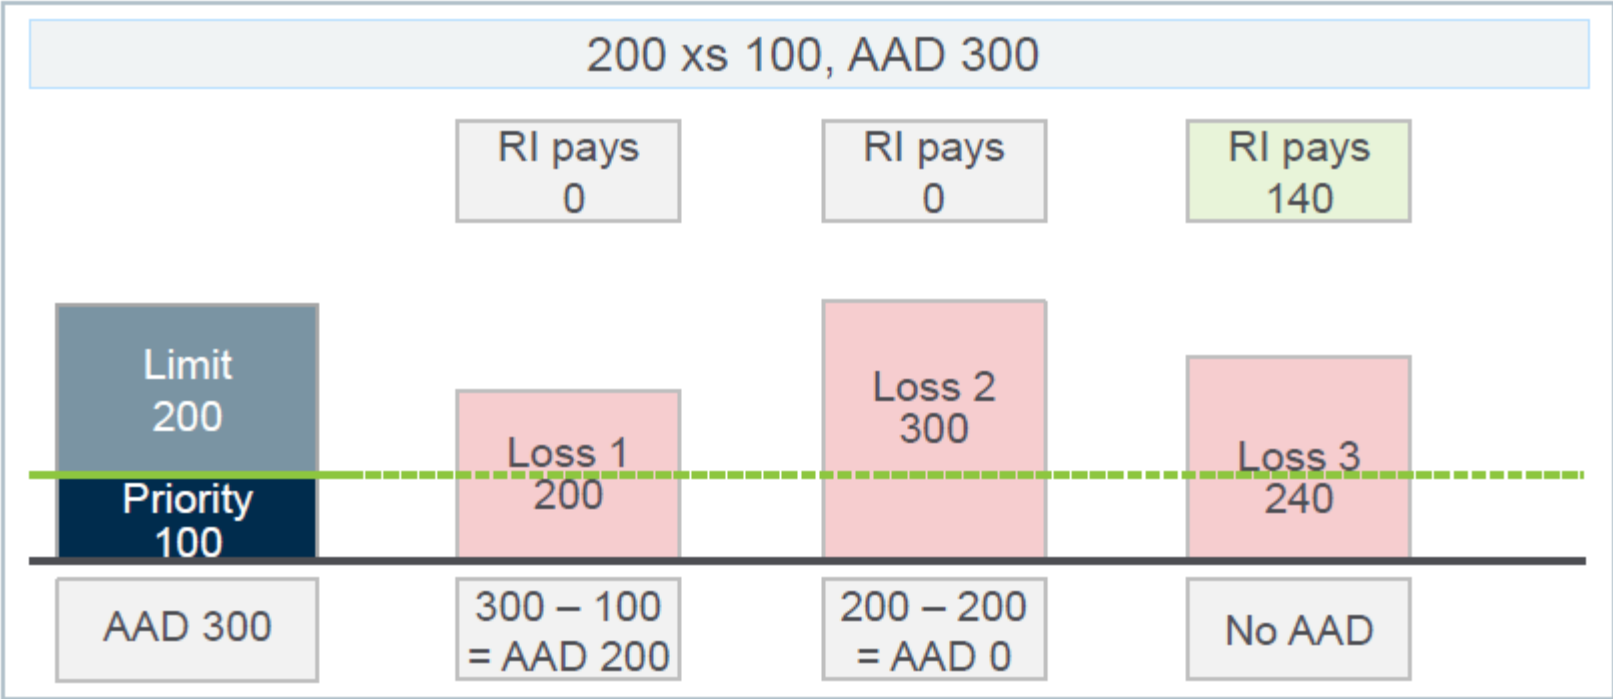 200 xs 100, AAD 300
RI pays
0
RI pays
0
RI pays
140
Limit
200
Priority
100
Loss 1
200
Loss 2
300
Loss 3
240
AAD 300
300 – 100
= AAD 200
200 – 200
= AAD 0
No AAD